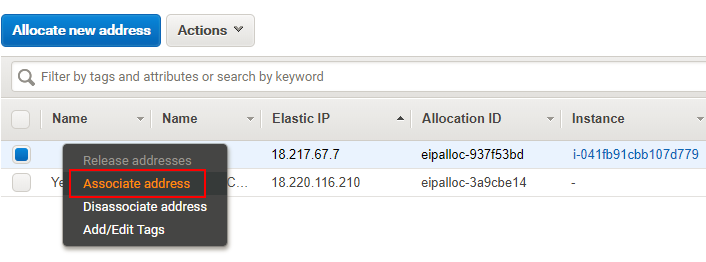 Allocate new address Actions
Filter by tags and attributes or search by keyword
Name Name Elastic IP Allocation ID Instance
18.217.67.7 eipalloc-937f53bd i-041fb91cbb107d779
Release addresses
Ye C... 18.220.116.210 eipalloc-3a9cbe14 -
Associate address
Disassociate address
Add/Edit Tags